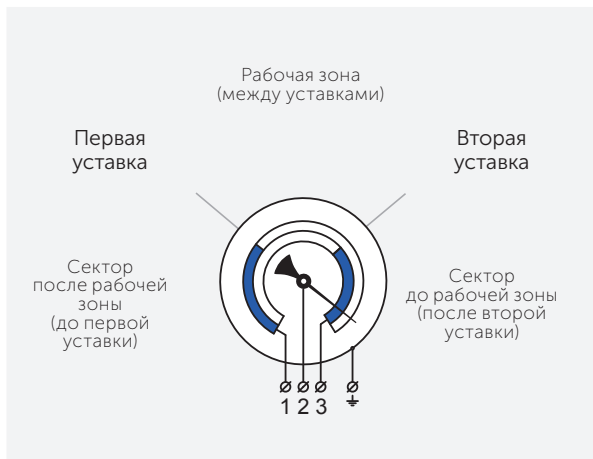 Рабочая зона
(между уставками)
Первая
уставка
Вторая
уставка
Сектор
после рабочей
зоны
(до первой
уставки)
Сектор
до рабочей зоны
(после второй
уставки)
1 2 3